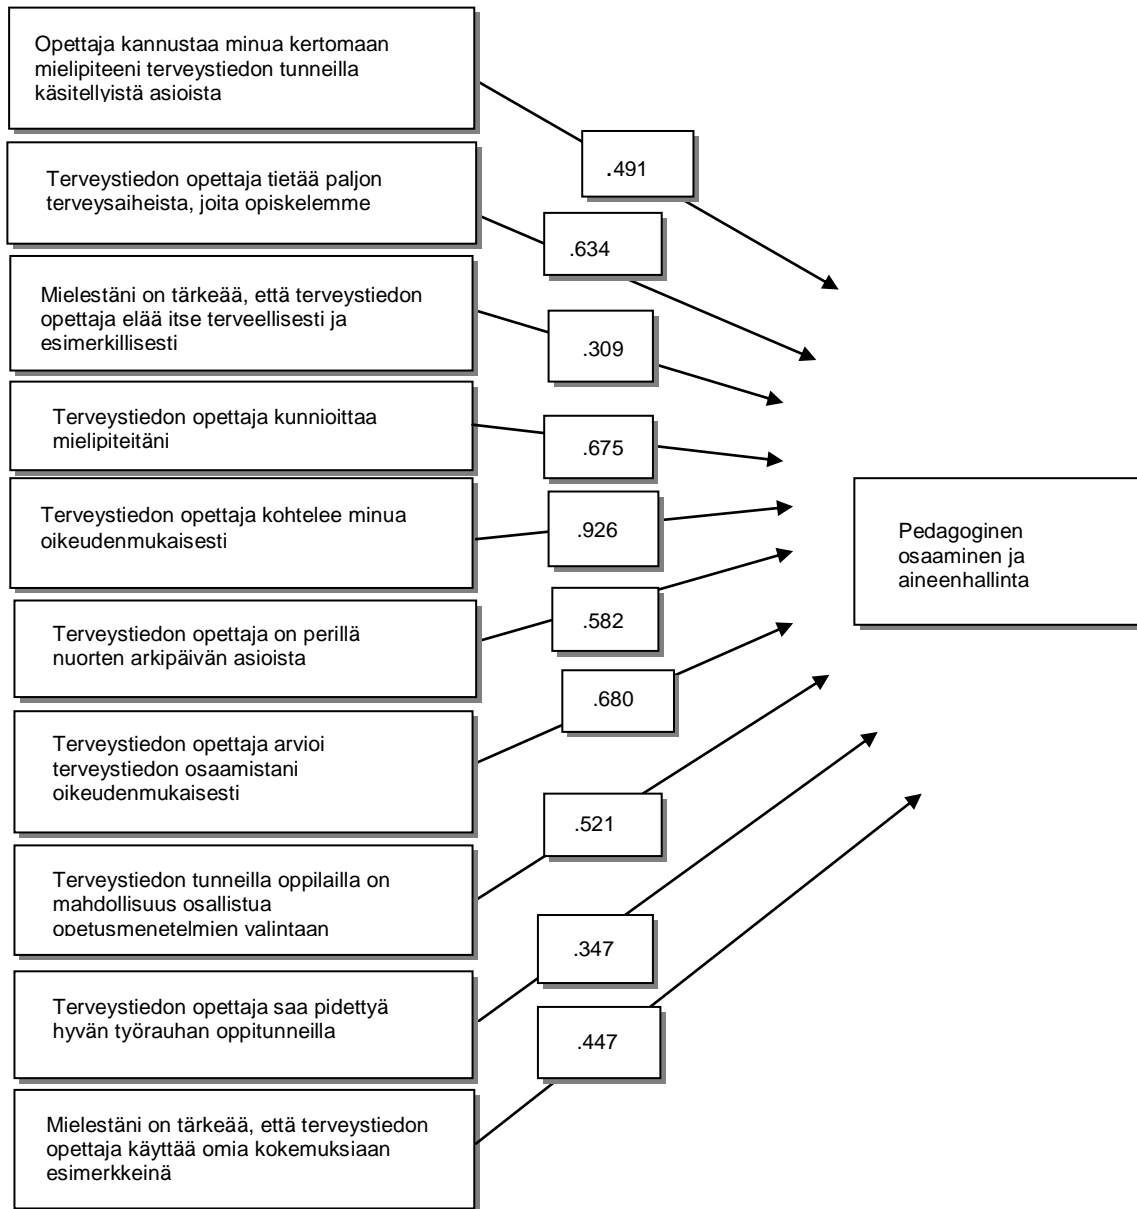 Opettaja kannustaa minua kertomaan
mielipiteeni terveystiedon tunneilla
käsitellyistä asioista
.491
Terveystiedon opettaja tietää paljon
terveysaiheista, joita opiskelemme
.634
Mielestäni on tärkeää, että terveystiedon
opettaja elää itse terveellisesti ja
esimerkillisesti
.309
Terveystiedon opettaja kunnioittaa
mielipiteitäni
.675
Terveystiedon opettaja kohtelee minua
oikeudenmukaisesti
.926
Terveystiedon opettaja on perillä
nuorten arkipäivän asioista
.582
Terveystiedon opettaja arvioi
terveystiedon osaamistani
oikeudenmukaisesti
.680
Terveystiedon tunneilla oppilailla on
mahdollisuus osallistua
opetusmenetelmien valintaan
.521
Terveystiedon opettaja saa pidettyä
hyvän työrauhan oppitunneilla
.347
Mielestäni on tärkeää, että terveystiedon
opettaja käyttää omia kokemuksiaan
esimerkkeinä
.447
Pedagoginen
osaaminen ja
aineenhallinta